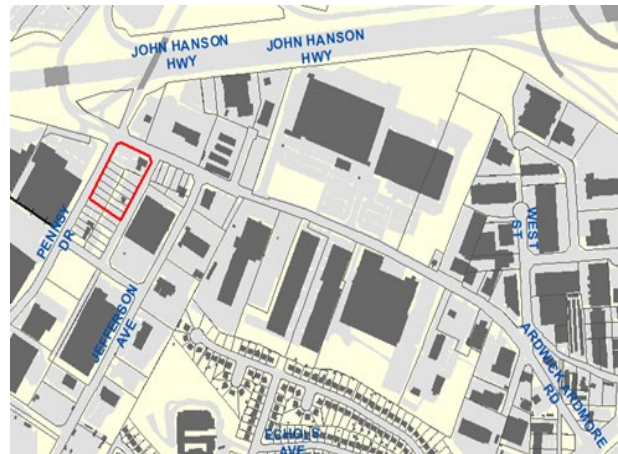 JOHN HANSON
HWY
JOHN HANSON
HWY
PENNSY
DR
WEST
ST
JEFFERSON
AVE
ARDWICK ARDMORE
RD
ECHOLS
AVE